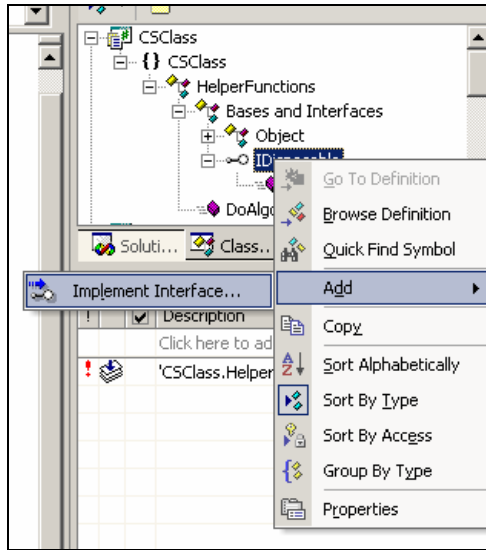 CSClass
{} CSClass
HelperFunctions
Bases and Interfaces
Object
IDisposable
DoAlgo
Go To Definition
Browse Definition
Quick Find Symbol
Soluti... Class..
Implement Interface...
Add
! Description
Copy
Click here to ad
Sort Alphabetically
'CSClass.Helper
Sort By Type
Sort By Access
Group By Type
Properties